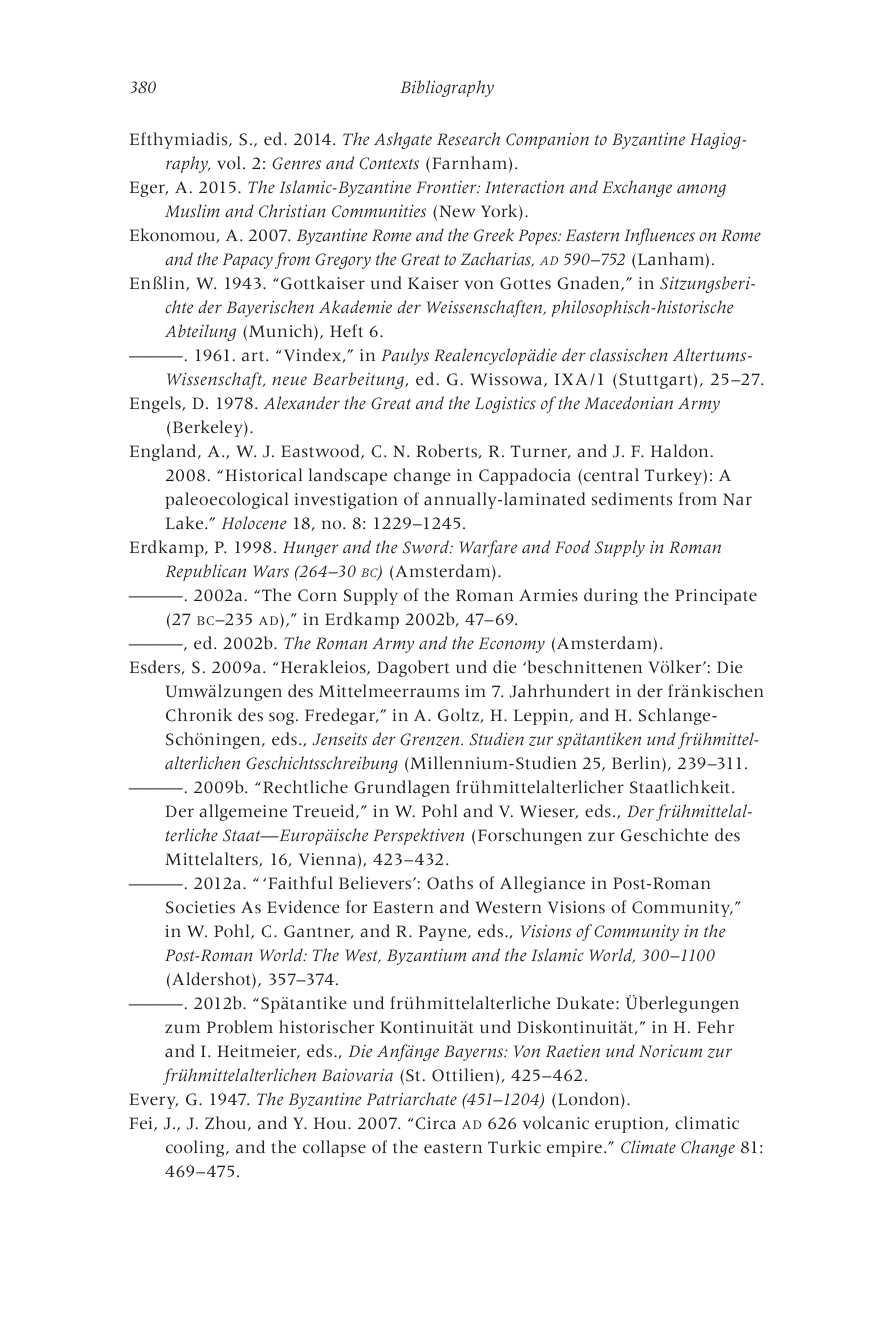 380 Bibliography
Efthymiadis, S., ed. 2014. The Ashgate Research Companion to Byzantine Hagiog-
raphy, vol. 2: Genres and Contexts (Farnham).
Eger, A. 2015. The Islamic-Byzantine Frontier: Interaction and Exchange among
Muslim and Christian Communities (New York).
Ekonomou, A. 2007. Byzantine Rome and the Greek Popes: Eastern Influences on Rome
and the Papacy from Gregory the Great to Zacharias, AD 590–752 (Lanham).
Enßlin, W. 1943. “Gottkaiser und Kaiser von Gottes Gnaden,” in Sitzungsberi-
chte der Bayerischen Akademie der Weissenschaften, philosophisch-historische
Abteilung (Munich), Heft 6.
———. 1961. art. “Vindex,” in Paulys Realencyclopädie der classischen Altertums-
Wissenschaft, neue Bearbeitung, ed. G. Wissowa, IXA/1 (Stuttgart), 25–27.
Engels, D. 1978. Alexander the Great and the Logistics of the Macedonian Army
(Berkeley).
England, A., W. J. Eastwood, C. N. Roberts, R. Turner, and J. F. Haldon.
2008. “Historical landscape change in Cappadocia (central Turkey): A
paleoecological investigation of annually-laminated sediments from Nar
Lake.” Holocene 18, no. 8: 1229–1245.
Erdkamp, P. 1998. Hunger and the Sword: Warfare and Food Supply in Roman
Republican Wars (264–30 BC) (Amsterdam).
———. 2002a. “The Corn Supply of the Roman Armies during the Principate
(27 BC–235 AD),” in Erdkamp 2002b, 47–69.
———, ed. 2002b. The Roman Army and the Economy (Amsterdam).
Esders, S. 2009a. “Herakleios, Dagobert und die ‘beschnittenen Völker’: Die
Umwälzungen des Mittelmeerraums im 7. Jahrhundert in der fränkischen
Chronik des sog. Fredegar,” in A. Goltz, H. Leppin, and H. Schlange-
Schöningen, eds., Jenseits der Grenzen. Studien zur spätantiken und frühmittel-
alterlichen Geschichtsschreibung (Millennium-Studien 25, Berlin), 239–311.
———. 2009b. “Rechtliche Grundlagen frühmittelalterlicher Staatlichkeit.
Der allgemeine Treueid,” in W. Pohl and V. Wieser, eds., Der frühmittelal-
terliche Staat—Europäische Perspektiven (Forschungen zur Geschichte des
Mittelalters, 16, Vienna), 423–432.
———. 2012a. “ ‘Faithful Believers’: Oaths of Allegiance in Post-Roman
Societies As Evidence for Eastern and Western Visions of Community,”
in W. Pohl, C. Gantner, and R. Payne, eds., Visions of Community in the
Post-Roman World: The West, Byzantium and the Islamic World, 300–1100
(Aldershot), 357–374.
———. 2012b. “Spätantike und frühmittelalterliche Dukate: Überlegungen
zum Problem historischer Kontinuität und Diskontinuität,” in H. Fehr
and I. Heitmeier, eds., Die Anfänge Bayerns: Von Raetien und Noricum zur
frühmittelalterlichen Baiovaria (St. Ottilien), 425–462.
Every, G. 1947. The Byzantine Patriarchate (451–1204) (London).
Fei, J., J. Zhou, and Y. Hou. 2007. “Circa AD 626 volcanic eruption, climatic
cooling, and the collapse of the eastern Turkic empire.” Climate Change 81:
469–475.